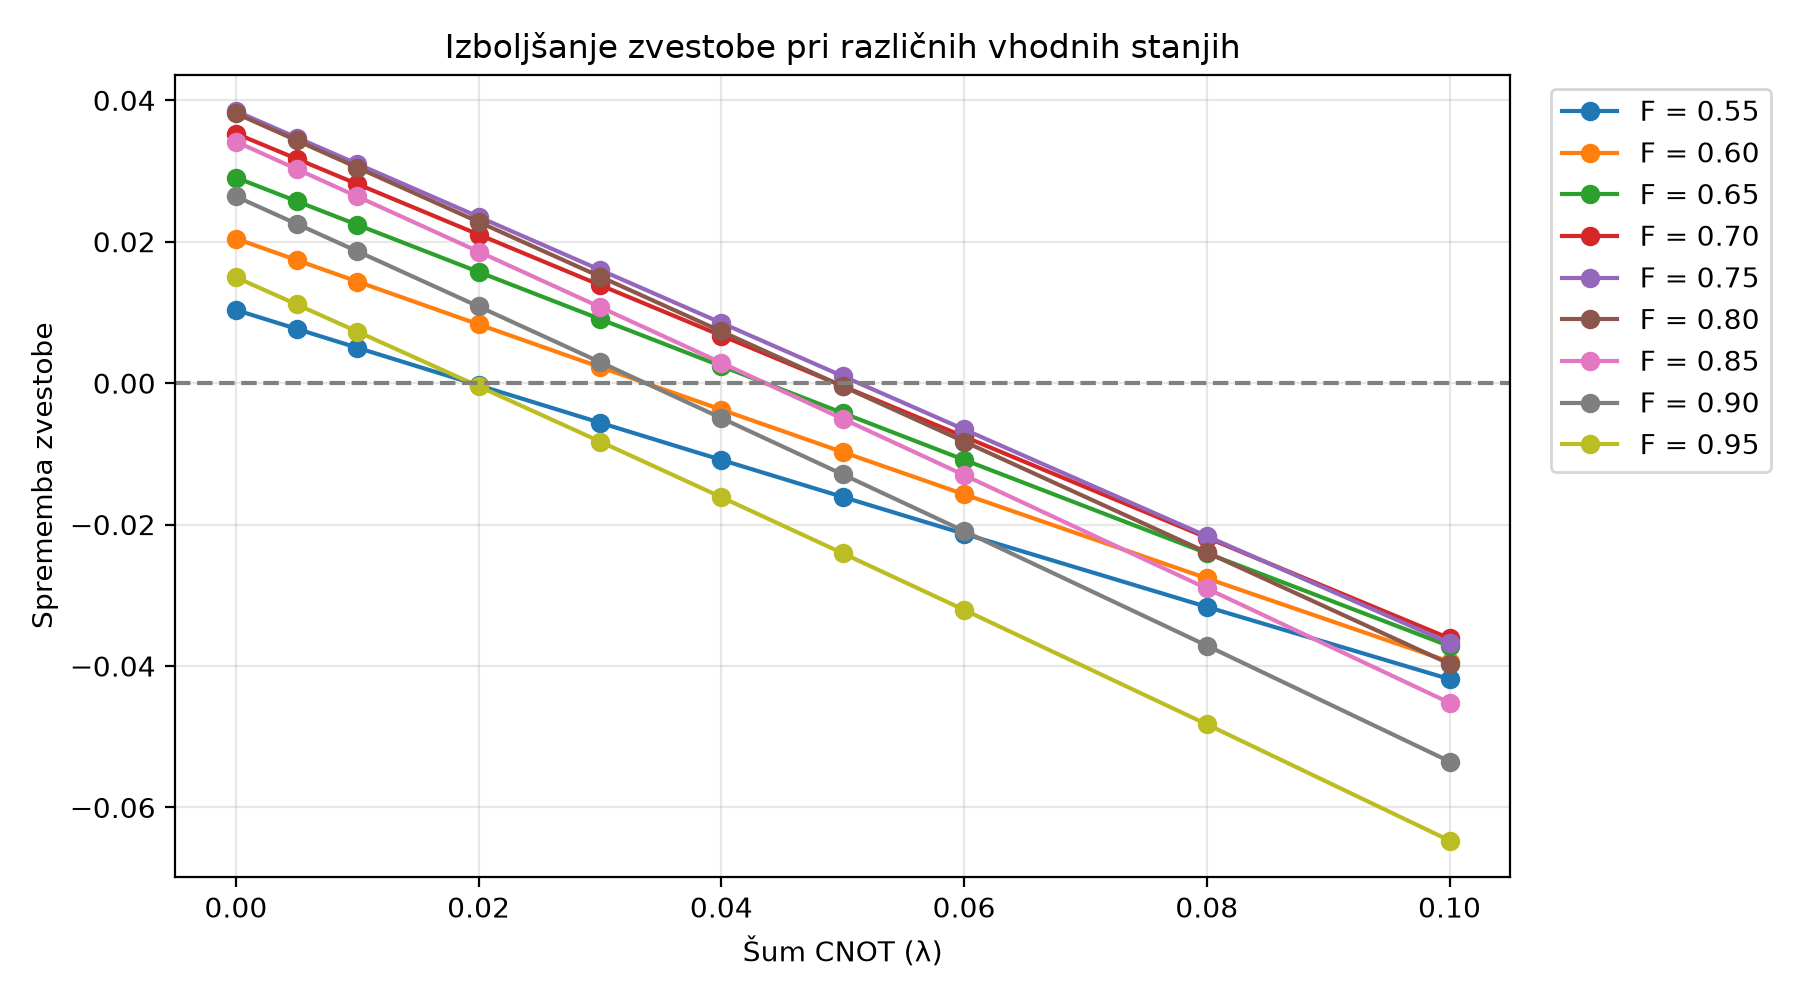 Izboljšanje zvestobe pri različnih vhodnih stanjih
Sprememba zvestobe
0.04
0.02
0.00
−0.02
−0.04
−0.06
0.00 0.02 0.04 0.06 0.08 0.10
Šum CNOT (λ)
F = 0.55
F = 0.60
F = 0.65
F = 0.70
F = 0.75
F = 0.80
F = 0.85
F = 0.90
F = 0.95